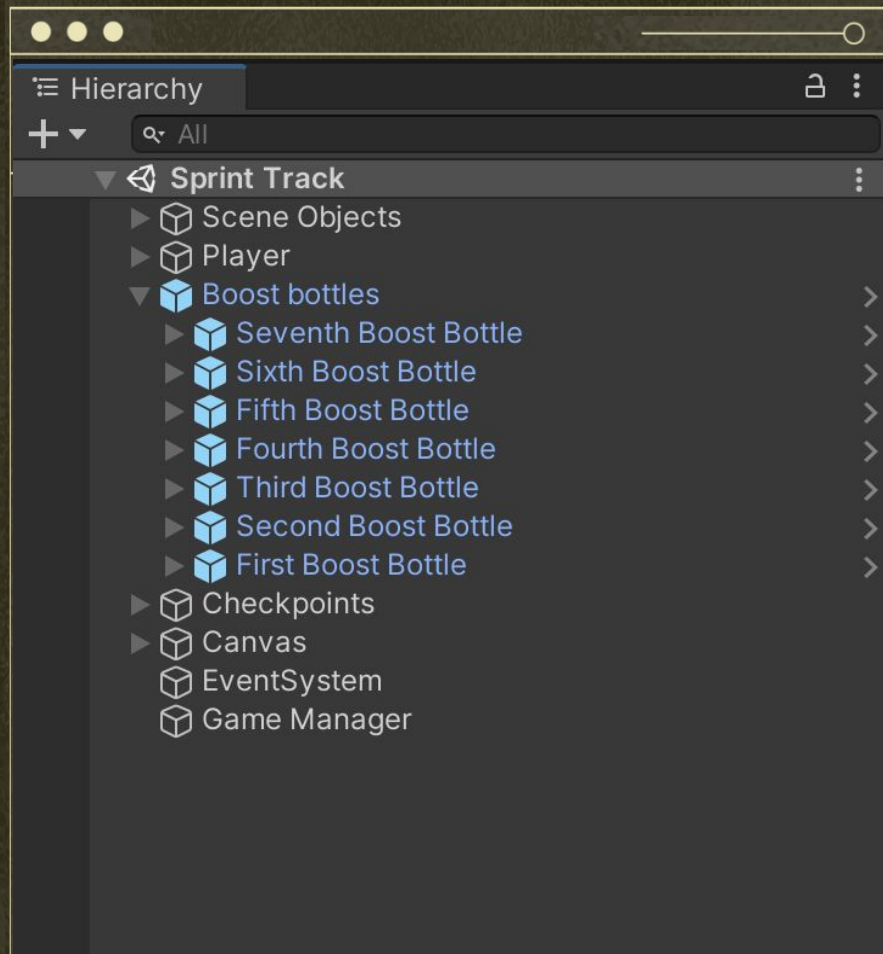 Hierarchy
All
Sprint Track
Scene Objects
Player
Boost bottles
Seventh Boost Bottle
Sixth Boost Bottle
Fifth Boost Bottle
Fourth Boost Bottle
Third Boost Bottle
Second Boost Bottle
First Boost Bottle
Checkpoints
Canvas
EventSystem
Game Manager